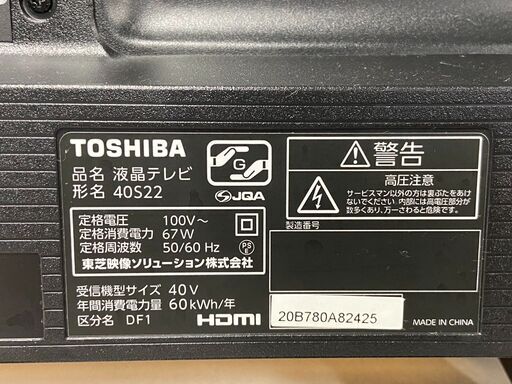 TOSHIBA
品名 液晶テレビ
形名 40S22
G
JQA
定格電圧 100V～
定格消費電力 67W
定格周波数 50/60 Hz
PS
E
東芝映像ソリューション株式会社
受信機型サイズ 40V
年間消費電力量 60kWh/年
区分名 DF1
HDMI
警告
高圧注意
サービスマン以外の方は裏ぶたをあけ
ないでください。内部には高電圧部分が
数多くあり、万一さわると危険です。
製造番号
20B780A82425
MADE IN CHINA